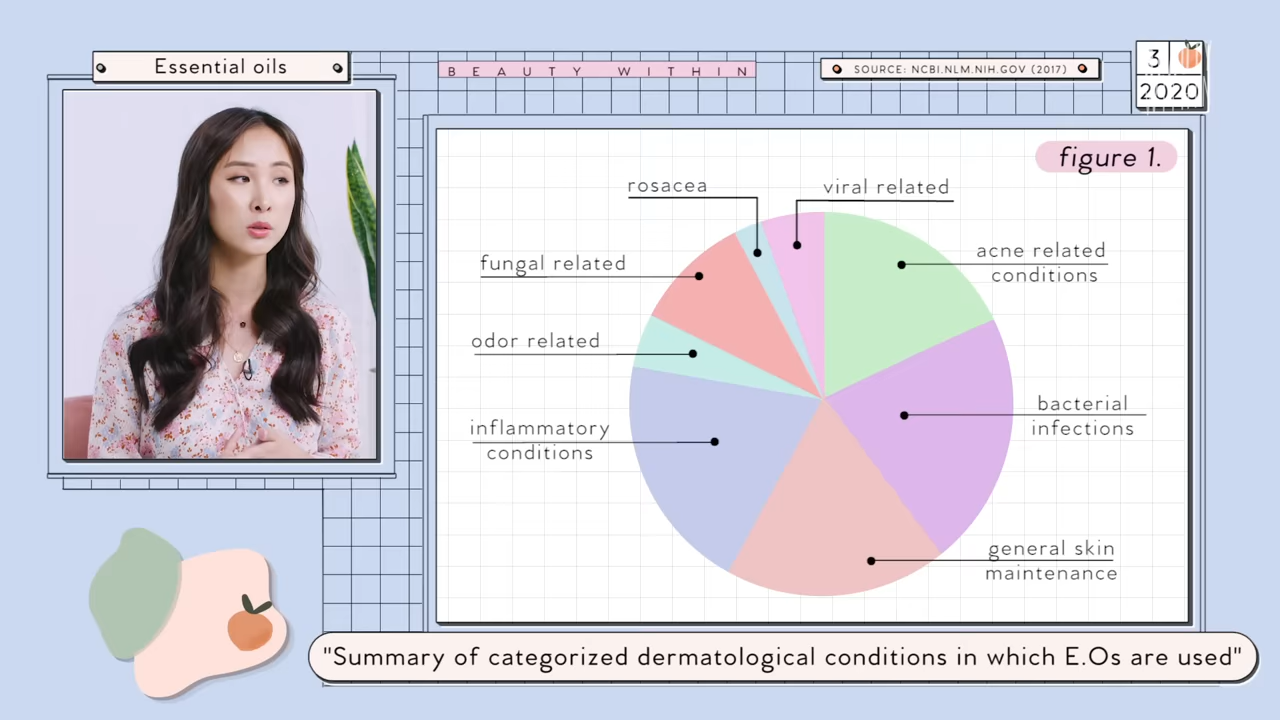 Essential oils
BEAUTY WITHIN
SOURCE: NCBI.NLM.NIH.GOV (2017)
3
2020
figure 1.
rosacea
viral related
fungal related
acne related
conditions
odor related
inflammatory
conditions
bacterial
infections
general skin
maintenance
"Summary of categorized dermatological conditions in which E.Os are used"